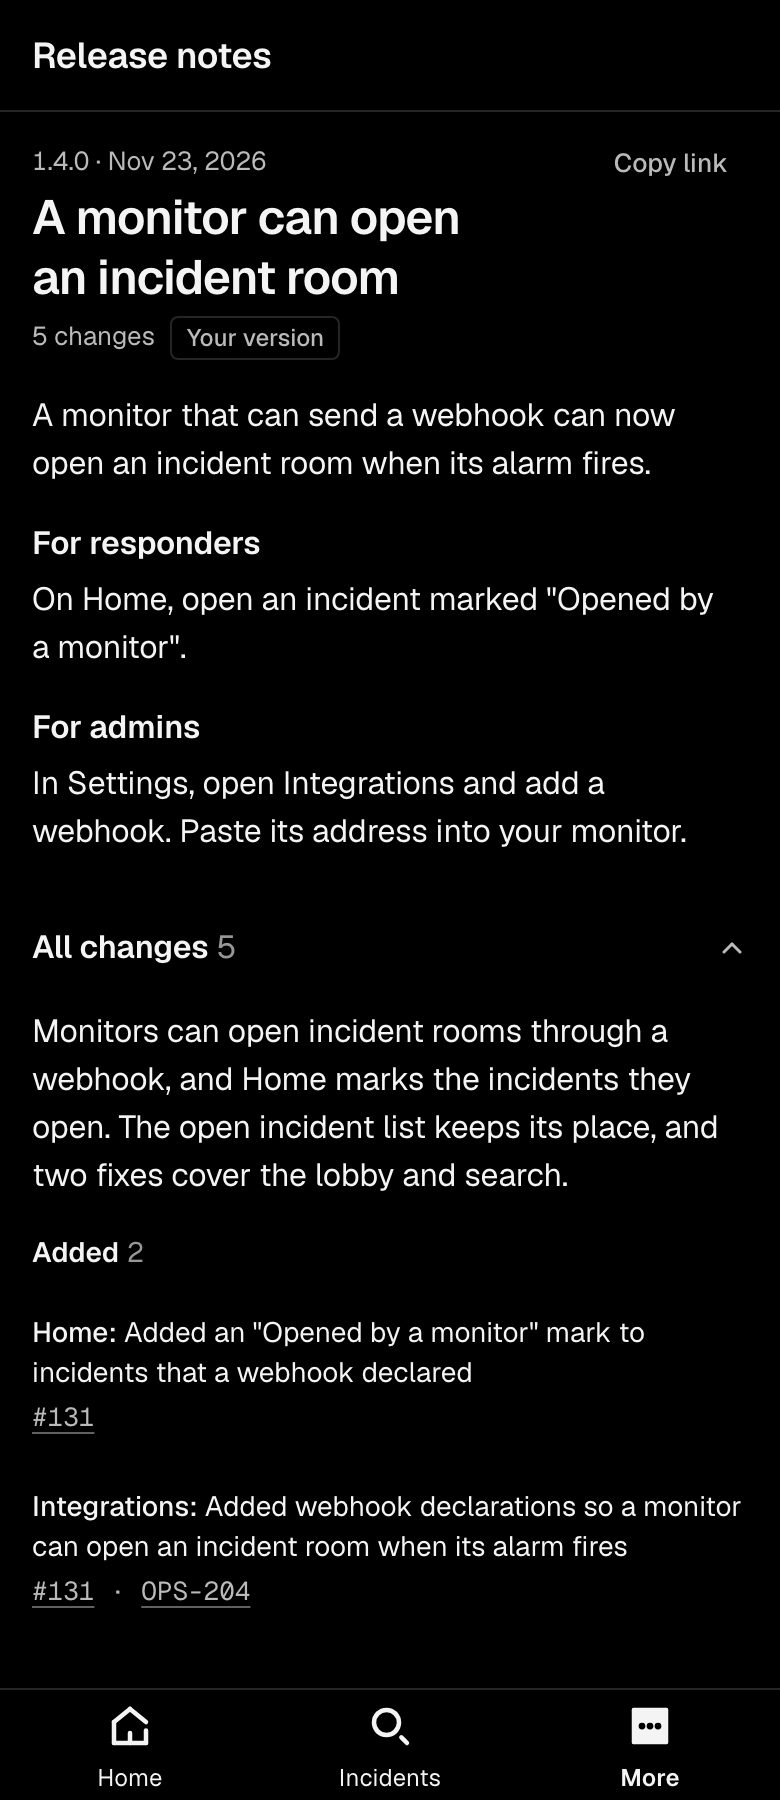 Release notes
1.4.0 · Nov 23, 2026
Copy link
A monitor can open
an incident room
5 changes
Your version
A monitor that can send a webhook can now
open an incident room when its alarm fires.
For responders
On Home, open an incident marked "Opened by
a monitor".
For admins
In Settings, open Integrations and add a
webhook. Paste its address into your monitor.
All changes 5
Monitors can open incident rooms through a
webhook, and Home marks the incidents they
open. The open incident list keeps its place, and
two fixes cover the lobby and search.
Added 2
Home: Added an "Opened by a monitor" mark to
incidents that a webhook declared
#131
Integrations: Added webhook declarations so a monitor
can open an incident room when its alarm fires
#131 · OPS-204
Home
Incidents
More